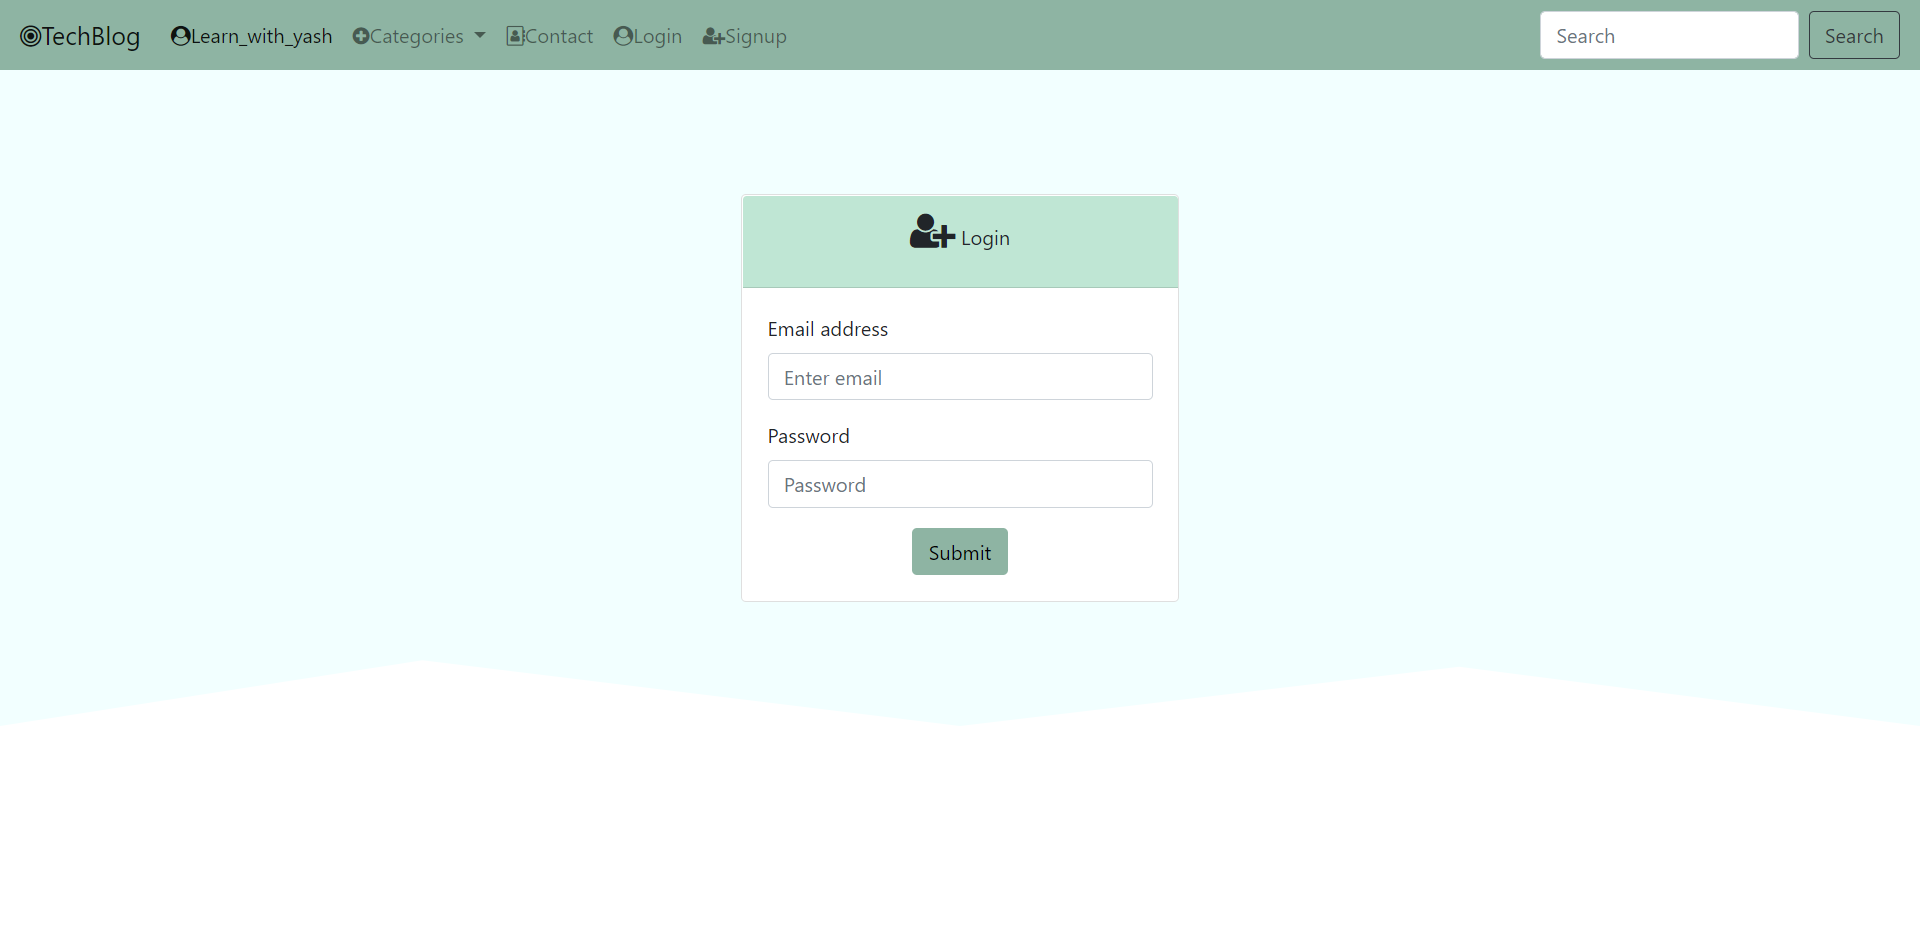 TechBlog Learn_with_yash Categories Contact Login Signup Search Search
Login
Email address
Enter email
Password
Password
Submit